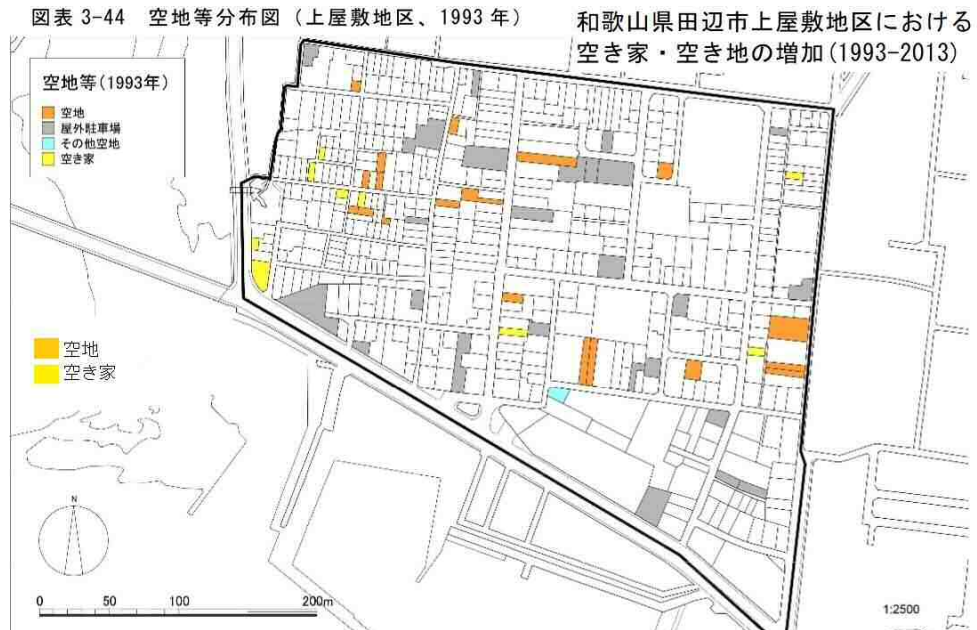 図表 3-44 空地等分布図（上屋敷地区、1993 年）
和歌山県田辺市上屋敷地区における
空き家・空き地の増加(1993-2013)
空地等(1993年)
空地
屋外駐車場
その他空地
空き家
空地
空き家
N
0 50 100 200m
1:2500